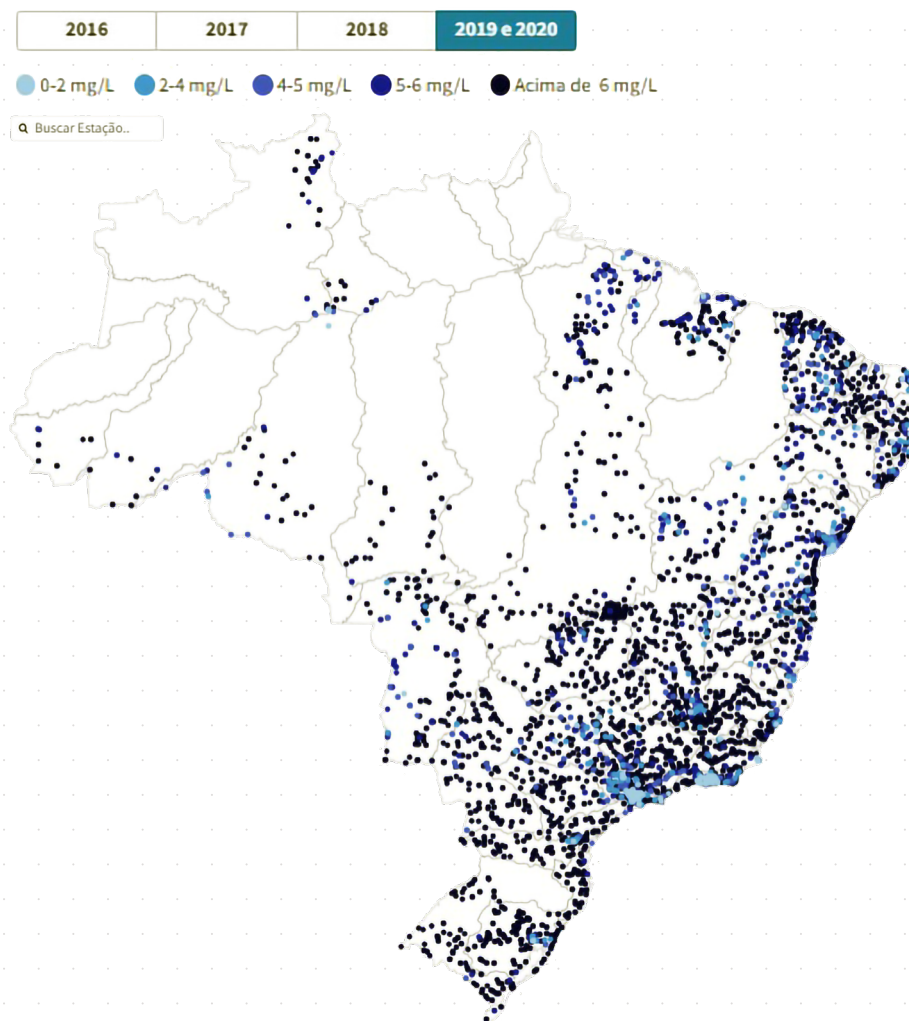 2016 2017 2018 2019 e 2020
0-2 mg/L 2-4 mg/L 4-5 mg/L 5-6 mg/L Acima de 6 mg/L
Buscar Estação..